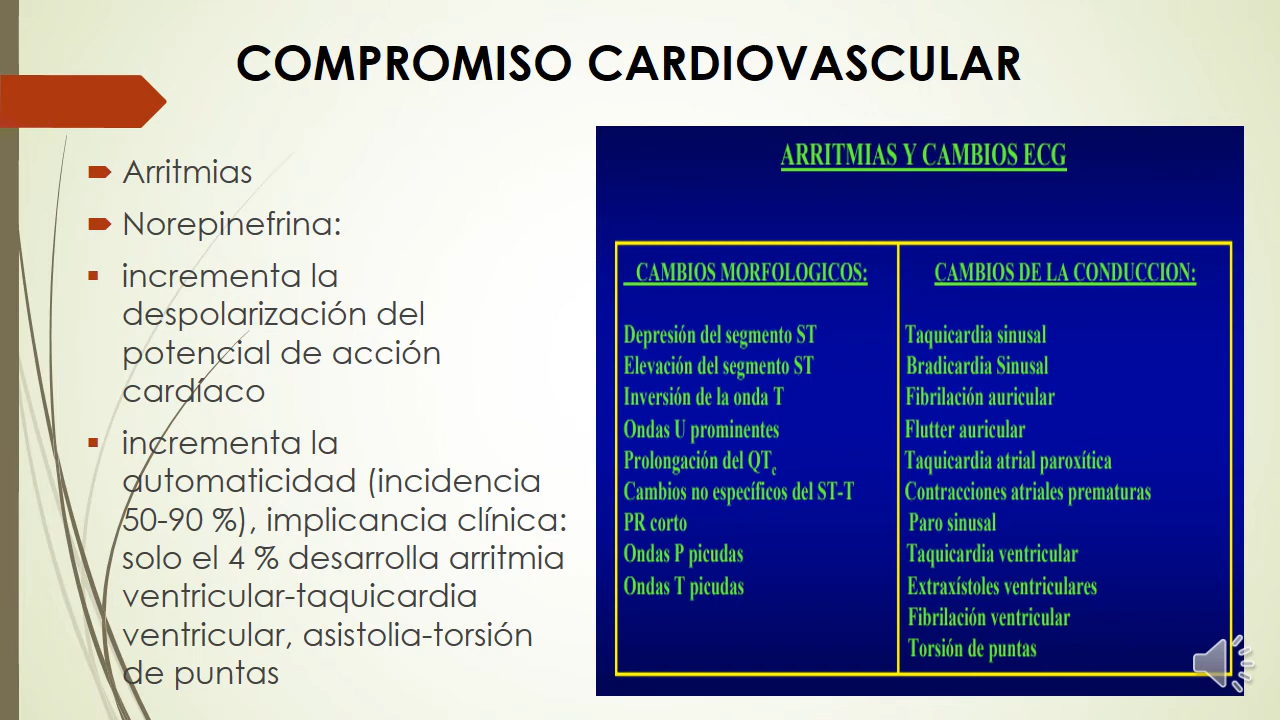 COMPROMISO CARDIOVASCULAR
Arritmias
Norepinefrina:
incrementa la
despolarización del
potencial de acción
cardíaco
incrementa la
automaticidad (incidencia
50-90 %), implicancia clínica:
solo el 4 % desarrolla arritmia
ventricular-taquicardia
ventricular, asistolia-torsión
de puntas
ARRITMIAS Y CAMBIOS ECG
CAMBIOS MORFOLOGICOS:
Depresión del segmento ST
Elevación del segmento ST
Inversión de la onda T
Ondas U prominentes
Prolongación del QTc
Cambios no específicos del ST-T
PR corto
Ondas P picudas
Ondas T picudas
CAMBIOS DE LA CONDUCCION:
Taquicardia sinusal
Bradicardia Sinusal
Fibrilación auricular
Flutter auricular
Taquicardia atrial paroxítica
Contracciones atriales prematuras
Paro sinusal
Taquicardia ventricular
Extraxístoles ventriculares
Fibrilación ventricular
Torsión de puntas